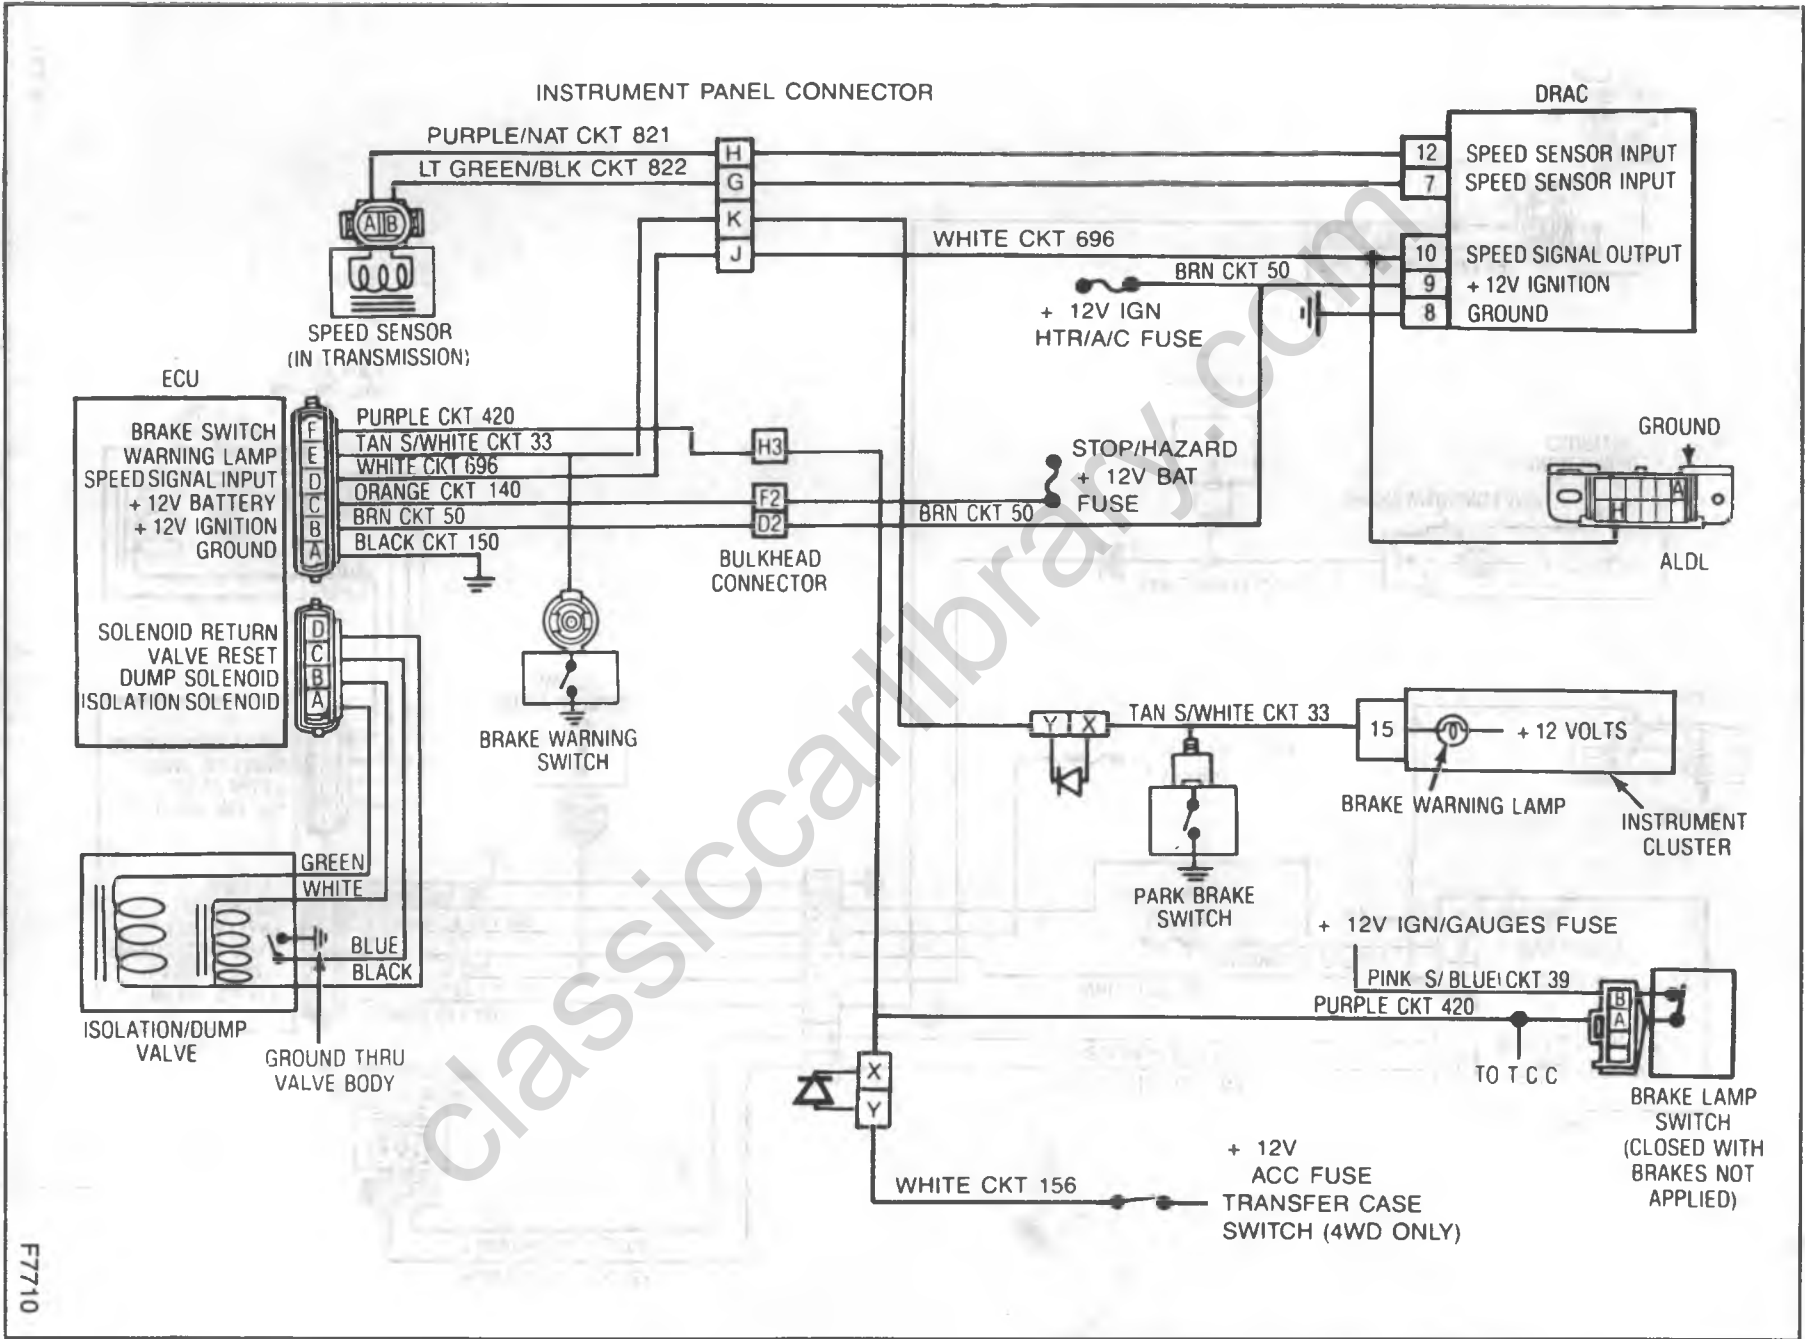 INSTRUMENT PANEL CONNECTOR
DRAC
PURPLE/NAT CKT 821
LT GREEN/BLK CKT 822
H
G
K
J
12 SPEED SENSOR INPUT
7 SPEED SENSOR INPUT
10 SPEED SIGNAL OUTPUT
9 + 12V IGNITION
8 GROUND
A B
WHITE CKT 696
BRN CKT 50
+ 12V IGN
HTR/A/C FUSE
SPEED SENSOR
(IN TRANSMISSION)
ECU
BRAKE SWITCH F PURPLE CKT 420
WARNING LAMP E TAN S/WHITE CKT 33
SPEED SIGNAL INPUT D WHITE CKT 696
+ 12V BATTERY C ORANGE CKT 140
+ 12V IGNITION B BRN CKT 50
GROUND A BLACK CKT 150
H3
F2
D2
BULKHEAD
CONNECTOR
STOP/HAZARD
+ 12V BAT
FUSE
BRN CKT 50
GROUND
A
H
ALDL
SOLENOID RETURN D
VALVE RESET C
DUMP SOLENOID B
ISOLATION SOLENOID A
BRAKE WARNING
SWITCH
Y X
TAN S/WHITE CKT 33
15
+ 12 VOLTS
BRAKE WARNING LAMP
INSTRUMENT
CLUSTER
PARK BRAKE
SWITCH
GREEN
WHITE
BLUE
BLACK
ISOLATION/DUMP
VALVE
GROUND THRU
VALVE BODY
+ 12V IGN/GAUGES FUSE
PINK S/ BLUE CKT 39
PURPLE CKT 420
B
A
TO T C C
BRAKE LAMP
SWITCH
(CLOSED WITH
BRAKES NOT
APPLIED)
X
Y
WHITE CKT 156
+ 12V
ACC FUSE
TRANSFER CASE
SWITCH (4WD ONLY)
F7710
classiccarlibrary.com